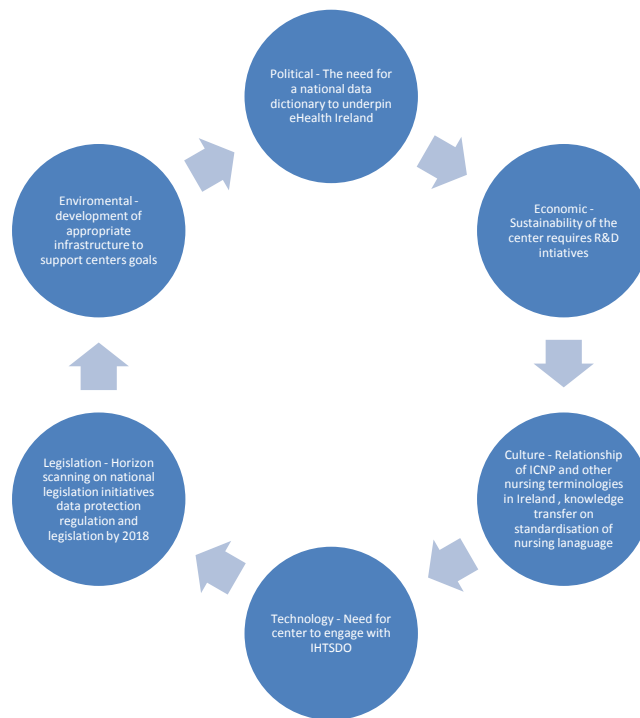 Political - The need for
a national data
dictionary to underpin
eHealth Ireland
Economic -
Sustainability of the
center requires R&D
intiatives
Culture - Relationship
of ICNP and other
nursing terminologies
in Ireland , knowledge
transfer on
standardisation of
nursing lanaguage
Technology - Need for
center to engage with
IHTSDO
Legislation - Horizon
scanning on national
legislation initiatives
data protection
regulation and
legislation by 2018
Enviromental -
development of
appropriate
infrastructure to
support centers goals